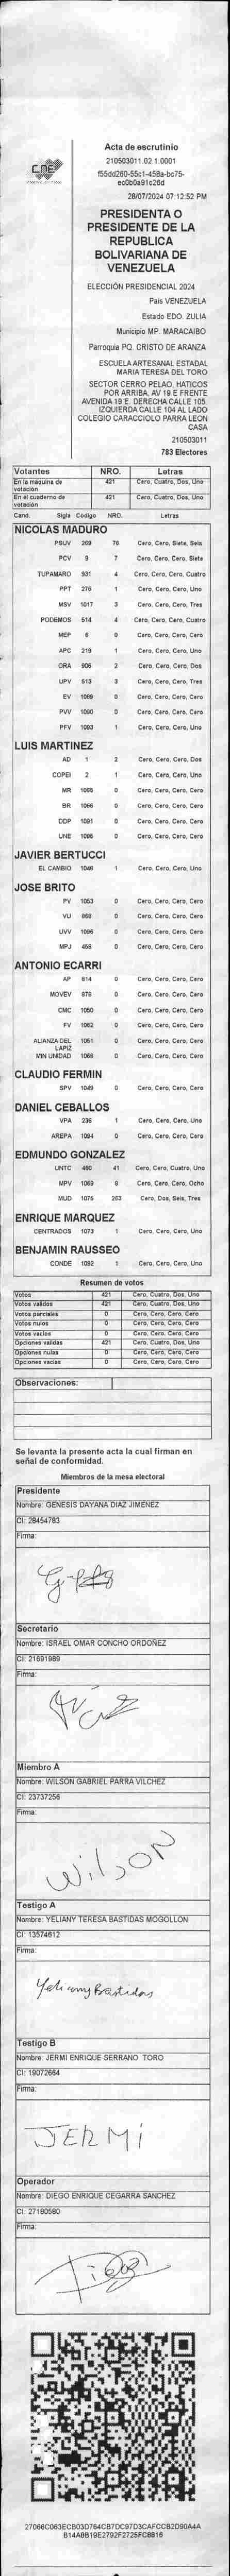 CNE
Acta de escrutinio
210503011.02.1.0001
f55dd260-55c1-458a-bc75-
ec0b0a91c26d
28/07/2024 07:12:52 PM
PRESIDENTA O
PRESIDENTE DE LA
REPUBLICA
BOLIVARIANA DE
VENEZUELA
ELECCIÓN PRESIDENCIAL 2024
Pais VENEZUELA
Estado EDO. ZULIA
Municipio MP. MARACAIBO
Parroquia PQ. CRISTO DE ARANZA
ESCUELA ARTESANAL ESTADAL
MARIA TERESA DEL TORO
SECTOR CERRO PELAO, HATICOS
POR ARRIBA. AV 19 E FRENTE
AVENIDA 19 E. DERECHA CALLE 105.
IZQUIERDA CALLE 104 AL LADO
COLEGIO CARACCIOLO PARRA LEON
CASA
210503011
783 Electores
Votantes NRO. Letras
En la máquina de votación 421 Cero, Cuatro, Dos, Uno
En el cuaderno de votación 421 Cero, Cuatro, Dos, Uno
Cand. Sigla Código NRO. Letras
NICOLAS MADURO
PSUV 269 76 Cero, Cero, Siete, Seis
PCV 9 7 Cero, Cero, Cero, Siete
TUPAMARO 931 4 Cero, Cero, Cero, Cuatro
PPT 276 1 Cero, Cero, Cero, Uno
MSV 1017 3 Cero, Cero, Cero, Tres
PODEMOS 514 4 Cero, Cero, Cero, Cuatro
MEP 6 0 Cero, Cero, Cero, Cero
APC 219 1 Cero, Cero, Cero, Uno
ORA 906 2 Cero, Cero, Cero, Dos
UPV 513 3 Cero, Cero, Cero, Tres
EV 1089 0 Cero, Cero, Cero, Cero
PVV 1090 0 Cero, Cero, Cero, Cero
PFV 1093 1 Cero, Cero, Cero, Uno
LUIS MARTINEZ
AD 1 2 Cero, Cero, Cero, Dos
COPEI 2 1 Cero, Cero, Cero, Uno
MR 1065 0 Cero, Cero, Cero, Cero
BR 1066 0 Cero, Cero, Cero, Cero
DDP 1091 0 Cero, Cero, Cero, Cero
UNE 1095 0 Cero, Cero, Cero, Cero
JAVIER BERTUCCI
EL CAMBIO 1048 1 Cero, Cero, Cero, Uno
JOSE BRITO
PV 1053 0 Cero, Cero, Cero, Cero
VU 868 0 Cero, Cero, Cero, Cero
UVV 1096 0 Cero, Cero, Cero, Cero
MPJ 456 0 Cero, Cero, Cero, Cero
ANTONIO ECARRI
AP 814 0 Cero, Cero, Cero, Cero
MOVEV 978 0 Cero, Cero, Cero, Cero
CMC 1050 0 Cero, Cero, Cero, Cero
FV 1062 0 Cero, Cero, Cero, Cero
ALIANZA DEL LAPIZ 1051 0 Cero, Cero, Cero, Cero
MIN UNIDAD 1068 0 Cero, Cero, Cero, Cero
CLAUDIO FERMIN
SPV 1049 0 Cero, Cero, Cero, Cero
DANIEL CEBALLOS
VPA 236 1 Cero, Cero, Cero, Uno
AREPA 1094 0 Cero, Cero, Cero, Cero
EDMUNDO GONZALEZ
UNTC 460 41 Cero, Cero, Cuatro, Uno
MPV 1069 8 Cero, Cero, Cero, Ocho
MUD 1075 263 Cero, Dos, Seis, Tres
ENRIQUE MARQUEZ
CENTRADOS 1073 1 Cero, Cero, Cero, Uno
BENJAMIN RAUSSEO
CONDE 1092 1 Cero, Cero, Cero, Uno
Resumen de votos
Votos 421 Cero, Cuatro, Dos, Uno
Votos validos 421 Cero, Cuatro, Dos, Uno
Votos parciales 0 Cero, Cero, Cero, Cero
Votos nulos 0 Cero, Cero, Cero, Cero
Votos vacios 0 Cero, Cero, Cero, Cero
Opciones validas 421 Cero, Cuatro, Dos, Uno
Opciones nulas 0 Cero, Cero, Cero, Cero
Opciones vacias 0 Cero, Cero, Cero, Cero
Observaciones:
Se levanta la presente acta la cual firman en
señal de conformidad.
Miembros de la mesa electoral
Presidente
Nombre: GENESIS DAYANA DIAZ JIMENEZ
CI: 28454783
Firma:
Secretario
Nombre: ISRAEL OMAR CONCHO ORDOÑEZ
CI: 21691989
Firma:
Miembro A
Nombre: WILSON GABRIEL PARRA VILCHEZ
CI: 23737256
Firma:
Wilson
Testigo A
Nombre: YELIANY TERESA BASTIDAS MOGOLLON
CI: 13574612
Firma:
Yeliany Bastidas
Testigo B
Nombre: JERMI ENRIQUE SERRANO TORO
CI: 19072664
Firma:
JERMi
Operador
Nombre: DIEGO ENRIQUE CEGARRA SANCHEZ
CI: 27180580
Firma:
Diego
27066C063ECB03D764CB7DC97D3CAFCCB2D90A4A
B14A8B19E2792F2725FC8816